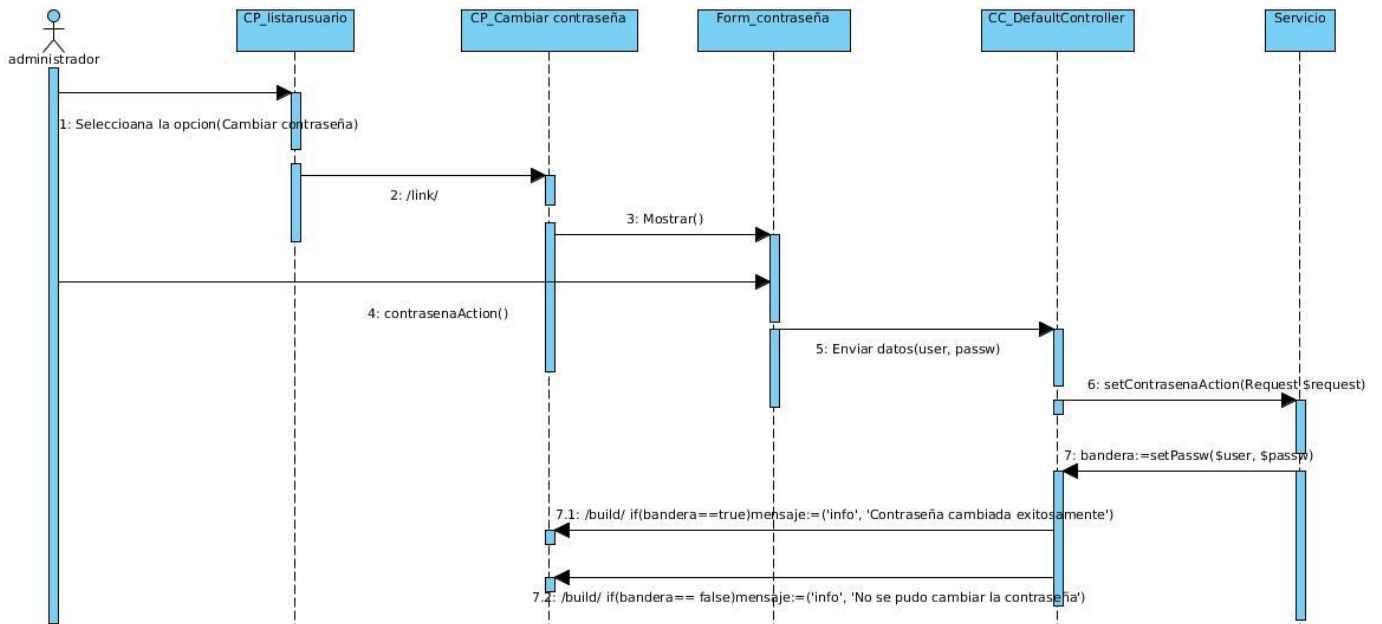 CP_listarusuario
CP_Cambiar contraseña
Form_contraseña
CC_DefaultController
Servicio
administrador
1: Seleccioana la opcion(Cambiar contraseña)
2: /link/
3: Mostrar()
4: contrasenaAction()
5: Enviar datos(user, passw)
6: setContrasenaAction(Request $request)
7: bandera:=setPassw($user, $passw)
7.1: /build/ if(bandera==true)mensaje:=('info', 'Contraseña cambiada exitosamente')
7.2: /build/ if(bandera== false)mensaje:=('info', 'No se pudo cambiar la contraseña')